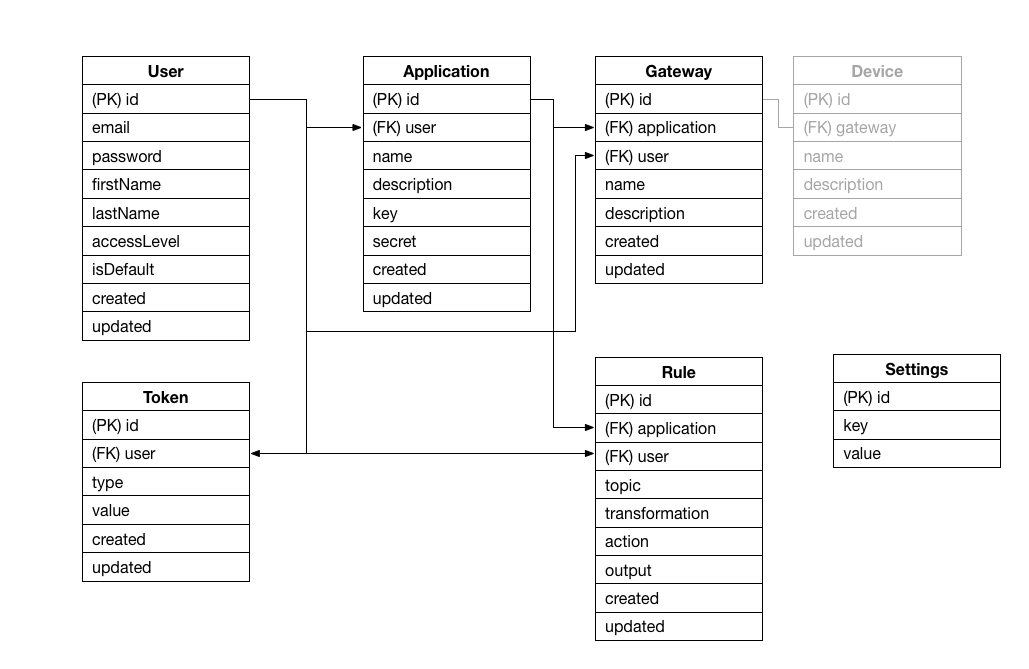 User
(PK) id
email
password
firstName
lastName
accessLevel
isDefault
created
updated
Application
(PK) id
(FK) user
name
description
key
secret
created
updated
Gateway
(PK) id
(FK) application
(FK) user
name
description
created
updated
Device
(PK) id
(FK) gateway
name
description
created
updated
Token
(PK) id
(FK) user
type
value
created
updated
Rule
(PK) id
(FK) application
(FK) user
topic
transformation
action
output
created
updated
Settings
(PK) id
key
value